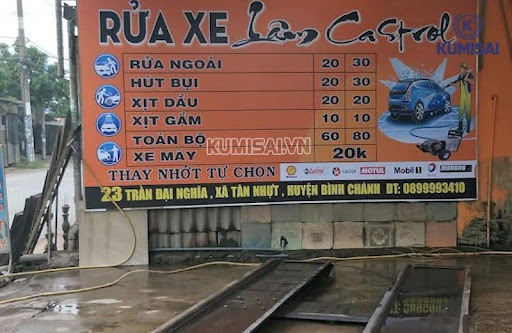 RỬA XE Lâm Castrol
KUMISAI
RỬA NGOÀI 20 30
HÚT BỤI 20 30
XỊT DẦU 20 20
XỊT GẦM 10 10
TOÀN BỘ 60 80
KUMISAI.VN
XE MÁY 20k
THAY NHỚT TỰ CHỌN Castrol CALTEX MOTUL Mobil 1
23 TRẦN ĐẠI NGHĨA , XÃ TÂN NHỰT , HUYỆN BÌNH CHÁNH ĐT: 0899993410